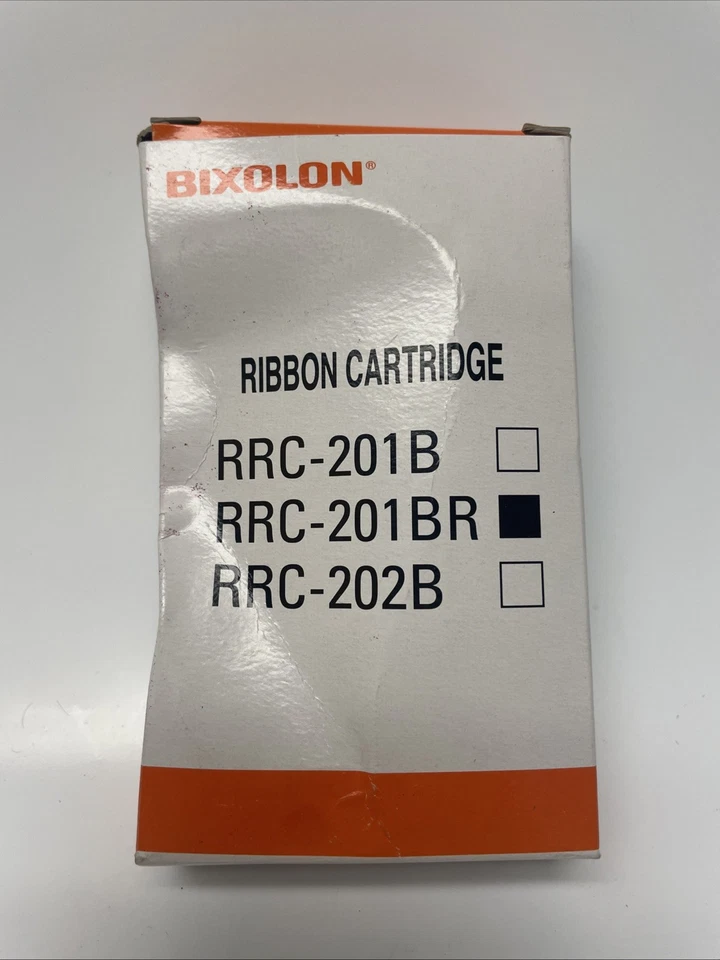 BIXOLON®
RIBBON CARTRIDGE
RRC-201B
RRC-201BR
RRC-202B